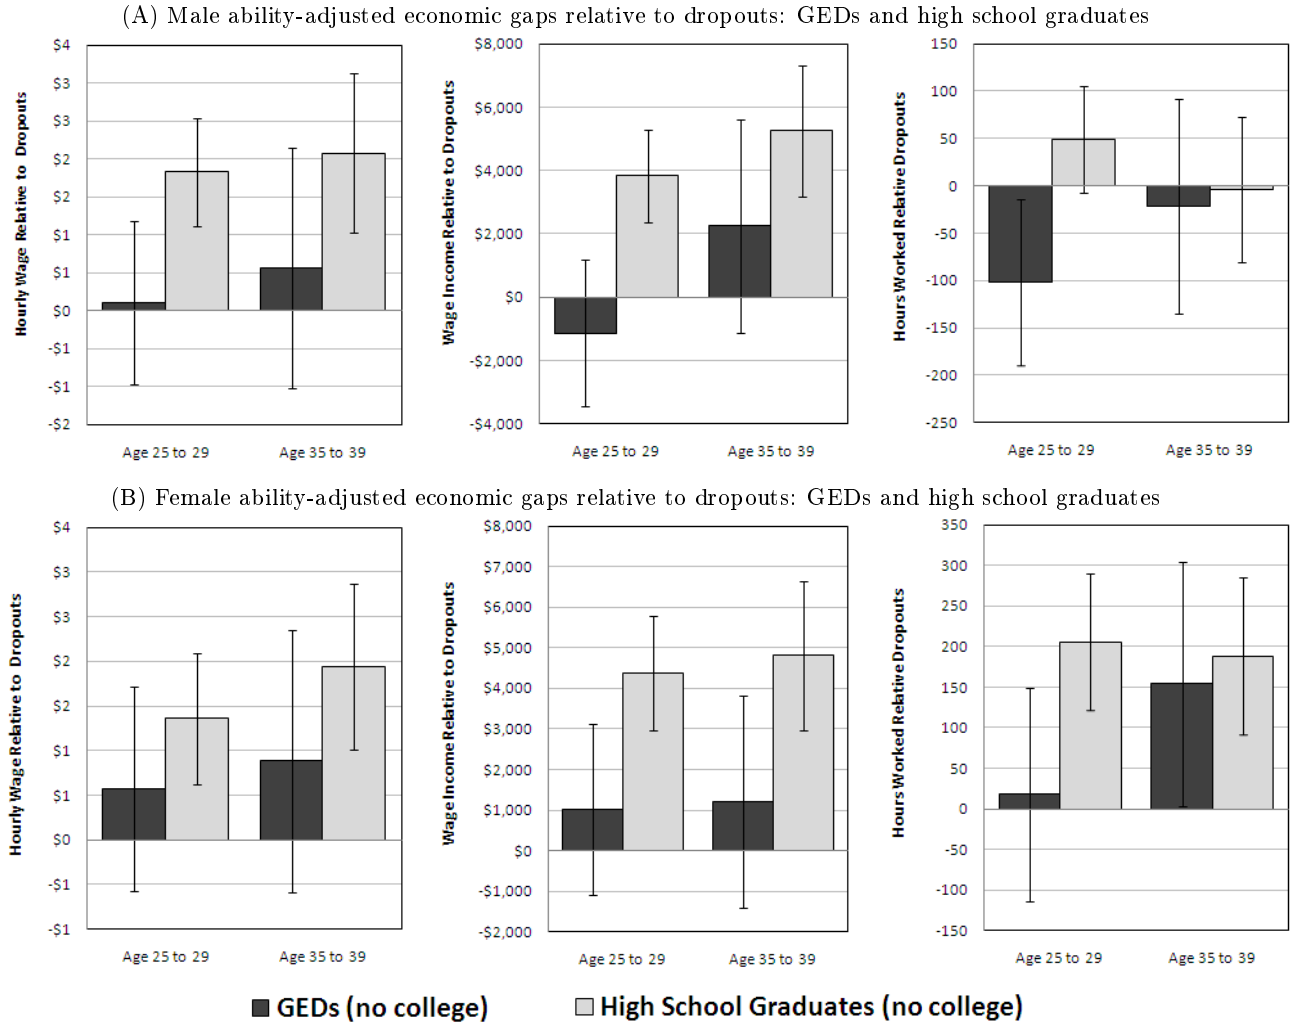 (A) Male ability-adjusted economic gaps relative to dropouts: GEDs and high school graduates
Hourly Wage Relative to Dropouts
$4
$3
$3
$2
$2
$1
$1
$0
-$1
-$1
-$2
Age 25 to 29
Age 35 to 39
Wage Income Relative to Dropouts
$8,000
$6,000
$4,000
$2,000
$0
-$2,000
-$4,000
Age 25 to 29
Age 35 to 39
Hours Worked Relative Dropouts
150
100
50
0
-50
-100
-150
-200
-250
Age 25 to 29
Age 35 to 39
(B) Female ability-adjusted economic gaps relative to dropouts: GEDs and high school graduates
Hourly Wage Relative to Dropouts
$4
$3
$3
$2
$2
$1
$1
$0
-$1
-$1
Age 25 to 29
Age 35 to 39
Wage Income Relative to Dropouts
$8,000
$7,000
$6,000
$5,000
$4,000
$3,000
$2,000
$1,000
$0
-$1,000
-$2,000
Age 25 to 29
Age 35 to 39
Hours Worked Relative Dropouts
350
300
250
200
150
100
50
0
-50
-100
-150
Age 25 to 29
Age 35 to 39
GEDs (no college)
High School Graduates (no college)